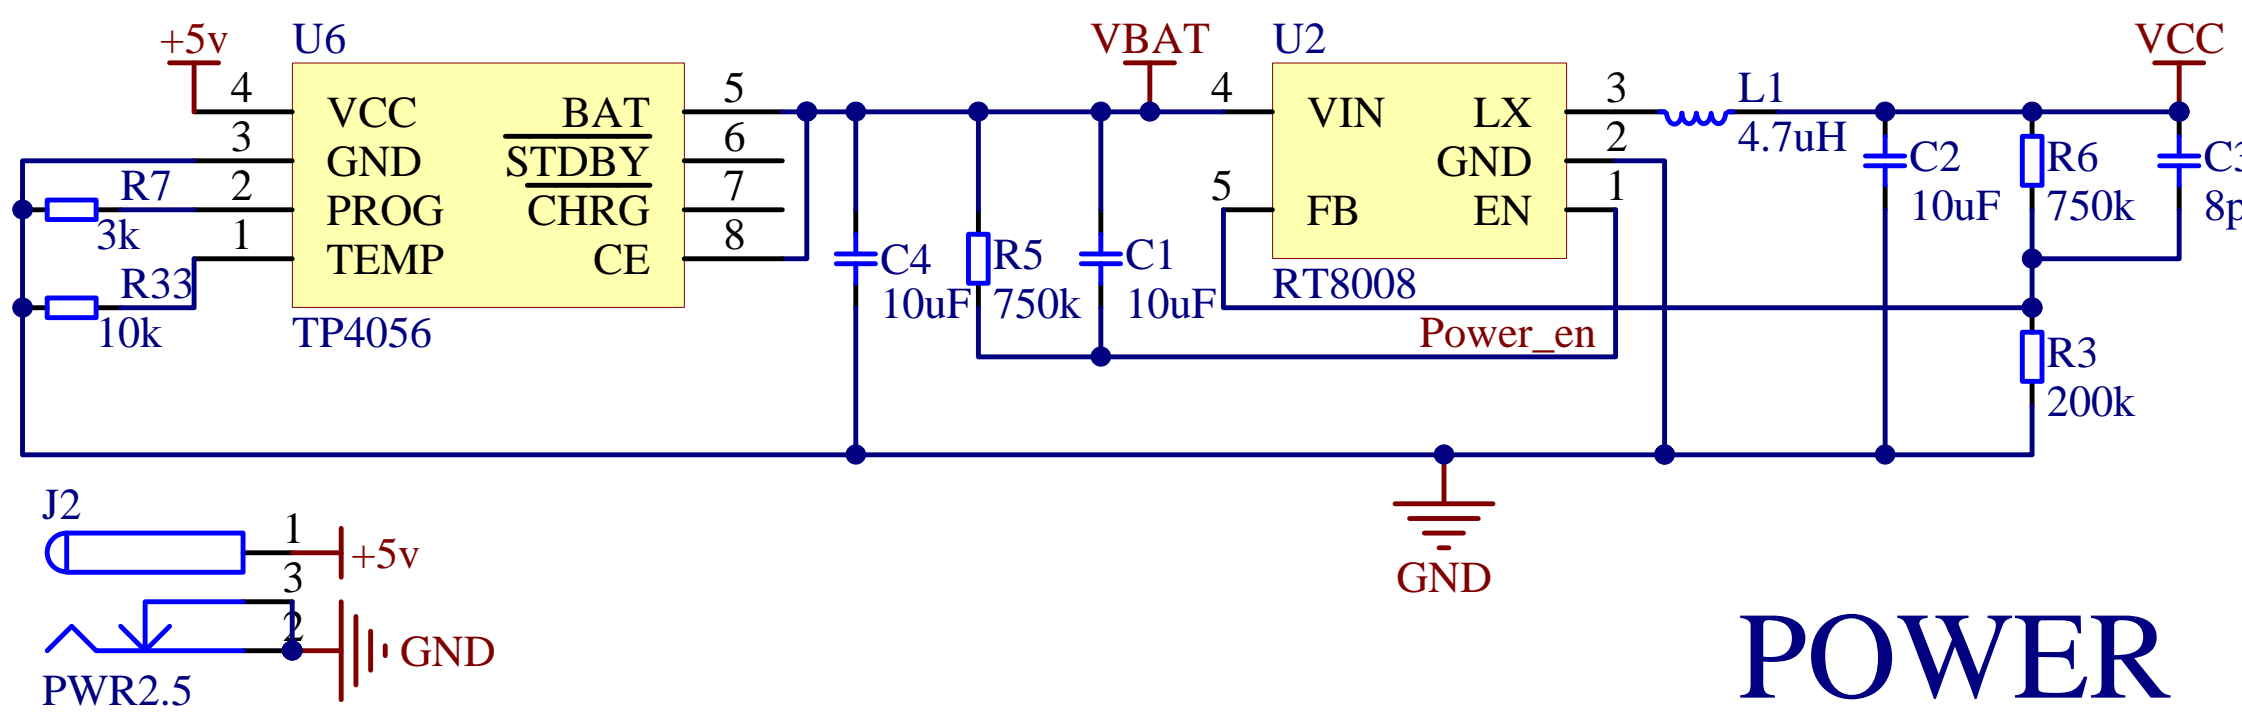 +5v
U6
4 VCC BAT 5
3 GND STDBY 6
2 PROG CHRG 7
1 TEMP CE 8
TP4056
R7
3k
R33
10k
C4
10uF
R5
750k
C1
10uF
VBAT
U2
4 VIN LX 3
GND 2
5 FB EN 1
RT8008
Power_en
L1
4.7uH
VCC
C2
10uF
R6
750k
C3
8p
R3
200k
GND
J2
1
+5v
3
2
GND
PWR2.5
POWER